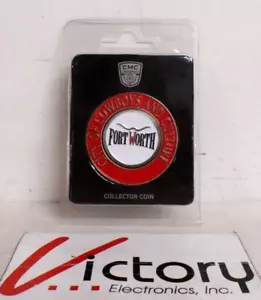 CMC
CITY OF COWBOYS AND CULTURE
FORT WORTH
COLLECTOR COIN
Victory
Electronics, Inc.